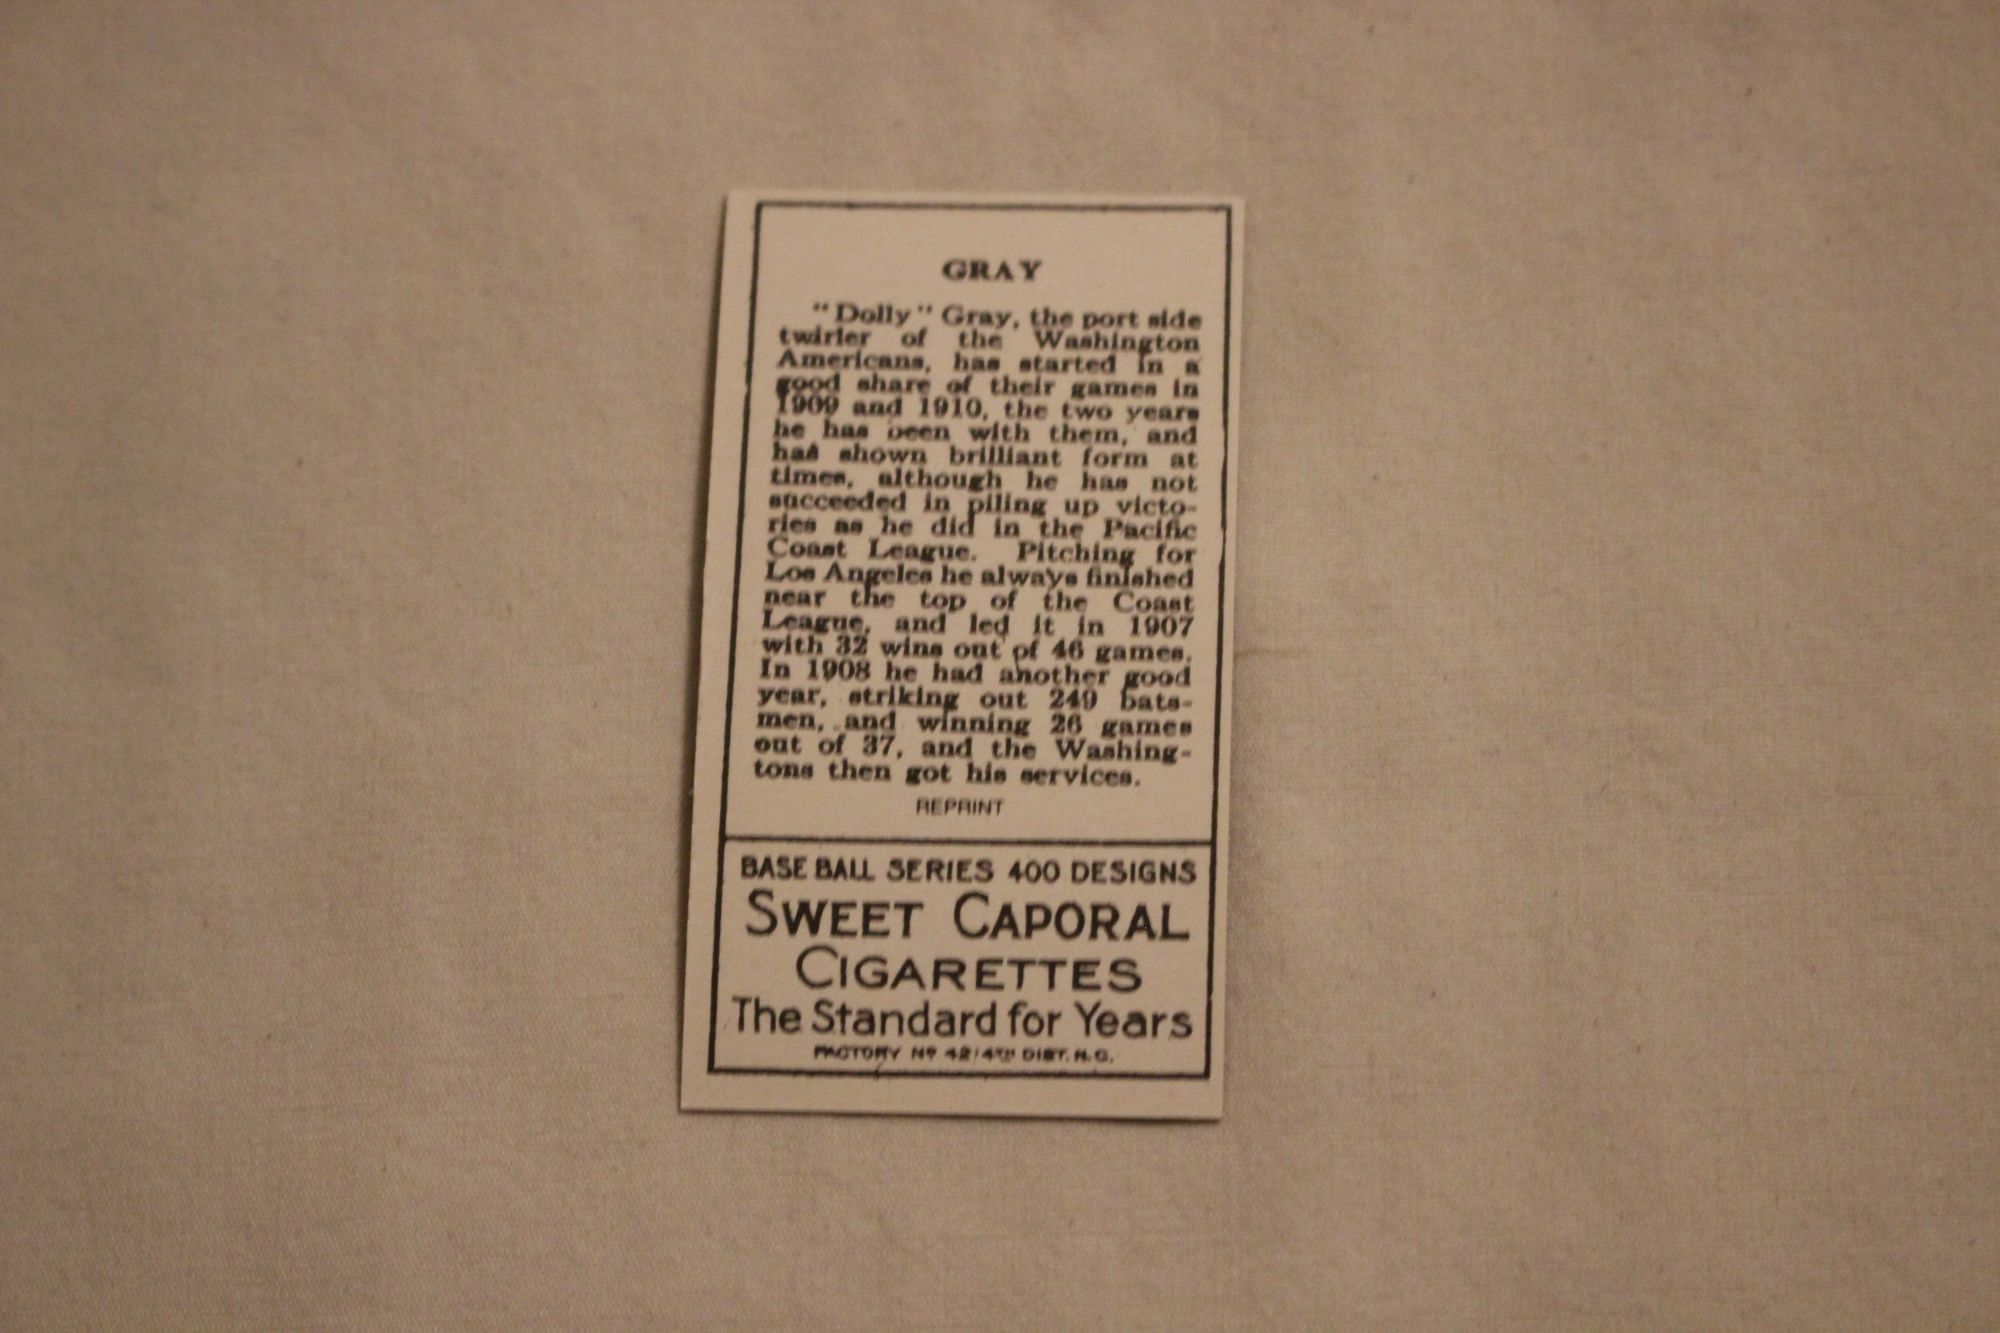 GRAY
"Dolly" Gray, the port side
twirler of the Washington
Americans, has started in a
good share of their games in
1909 and 1910, the two years
he has been with them, and
has shown brilliant form at
times, although he has not
succeeded in piling up victo-
ries as he did in the Pacific
Coast League. Pitching for
Los Angeles he always finished
near the top of the Coast
League, and led it in 1907
with 32 wins out of 46 games.
In 1908 he had another good
year, striking out 249 bats-
men, and winning 26 games
out of 37, and the Washing-
tons then got his services.
REPRINT
BASE BALL SERIES 400 DESIGNS
SWEET CAPORAL
CIGARETTES
The Standard for Years
FACTORY No 42 4TH DIST. N.C.